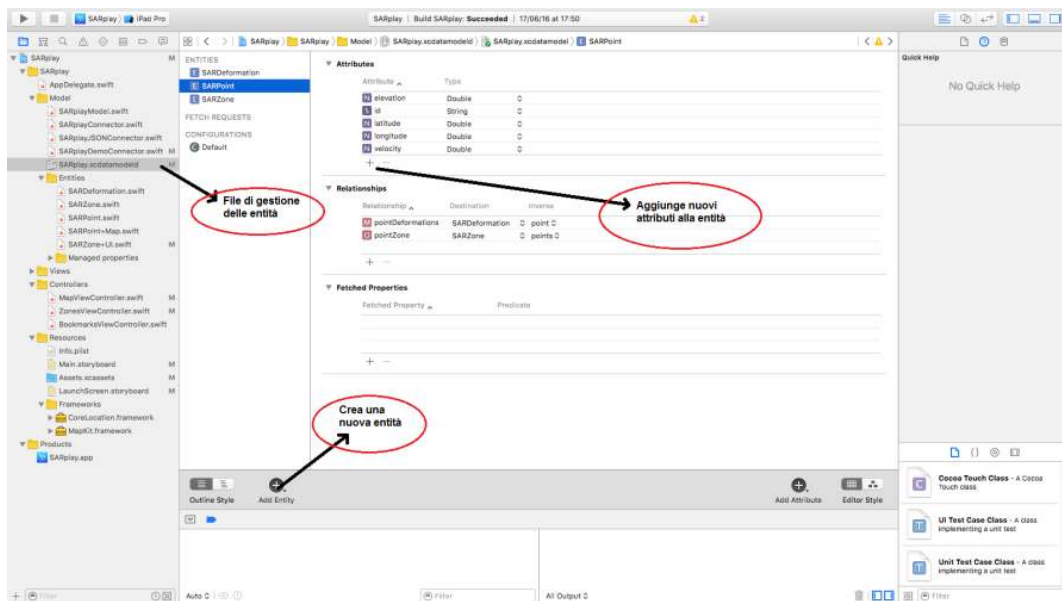 SARplay
iPad Pro
SARplay | Build SARplay: Succeeded | 17/06/16 at 17:50
2
SARplay
SARplay
Model
SARplay.xcdatamodeld
SARplay.xcdatamodel
SARPoint
SARplay M
SARplay
AppDelegate.swift
Model
SARplayModel.swift
SARplayConnector.swift
SARplayJSONConnector.swift
SARplayDemoConnector.swift M
SARplay.xcdatamodeld M
Entities
SARDeformation.swift
SARZone.swift
SARPoint.swift
SARPoint+Map.swift
SARZone+UI.swift M
Managed properties
Views
Controllers
MapViewController.swift M
ZonesViewController.swift M
BookmarksViewController.swift
Resources
Info.plist
Main.storyboard M
Assets.xcassets M
LaunchScreen.storyboard M
Frameworks
CoreLocation.framework
MapKit.framework
Products
SARplay.app
Filter
ENTITIES
E SARDeformation
E SARPoint
E SARZone
FETCH REQUESTS
CONFIGURATIONS
C Default
Attributes
Attribute Type
N elevation Double
S id String
N latitude Double
N longitude Double
N velocity Double
+ −
Relationships
Relationship Destination Inverse
M pointDeformations SARDeformation point
O pointZone SARZone points
+ −
Fetched Properties
Fetched Property Predicate
+ −
File di gestione
delle entità
Aggiunge nuovi
attributi alla entità
Crea una
nuova entità
Outline Style
Add Entity
Add Attribute
Editor Style
Auto
Filter
All Output
Quick Help
No Quick Help
{ }
C
Cocoa Touch Class - A Cocoa
Touch class
T
UI Test Case Class - A class
implementing a unit test
T
Unit Test Case Class - A class
implementing a unit test
Filter